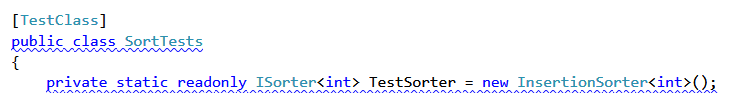 [TestClass]
public class SortTests
{
private static readonly ISorter<int> TestSorter = new InsertionSorter<int>();